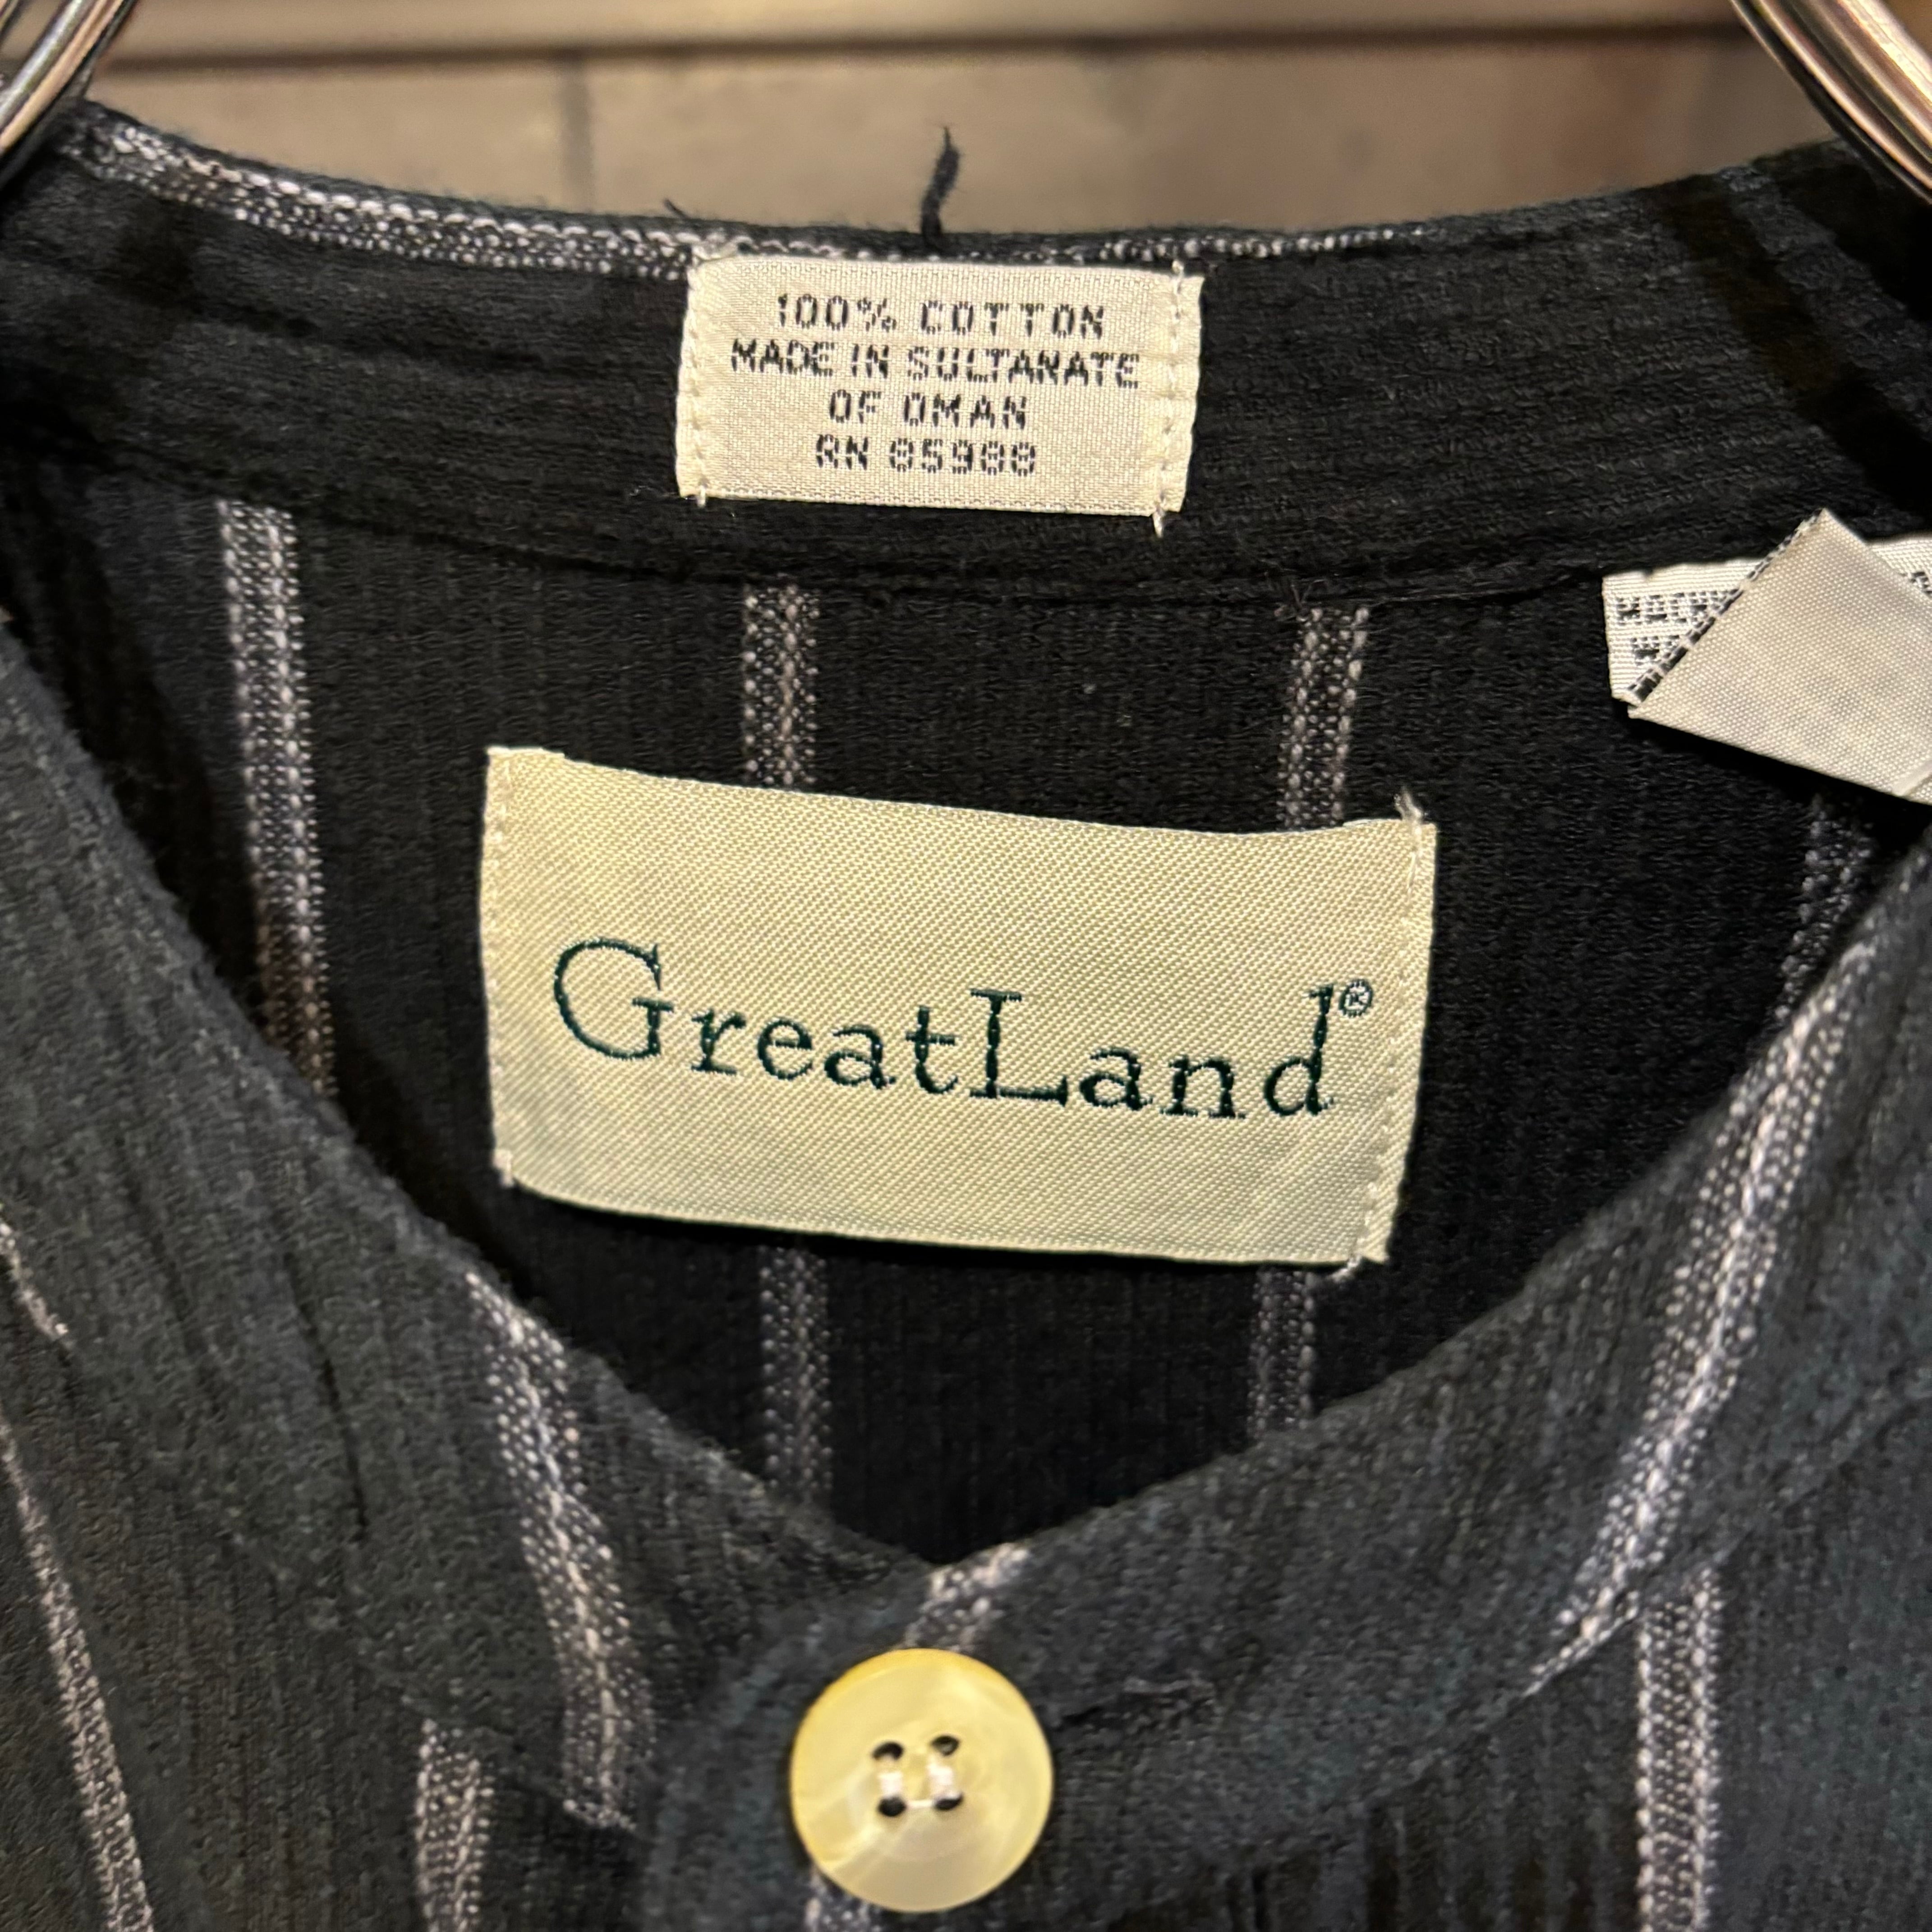 100% COTTON
MADE IN SULTANATE
OF OMAN
RN 85988
GreatLand®